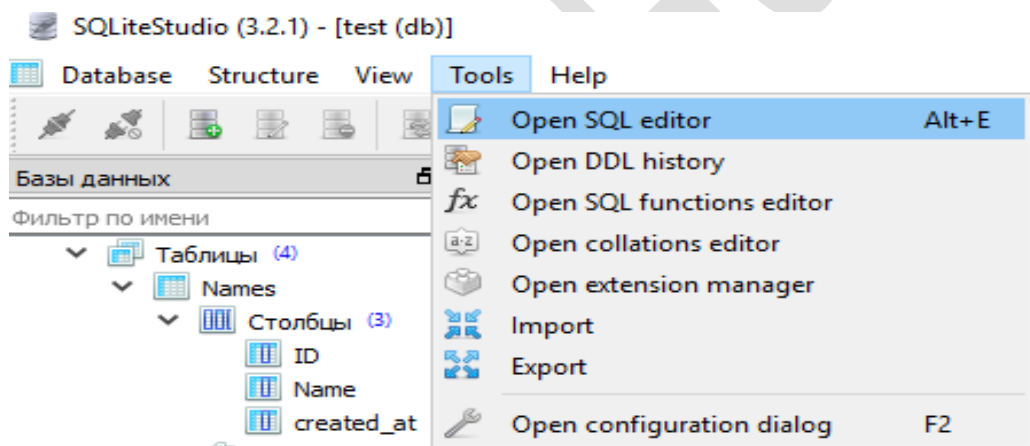 SQLiteStudio (3.2.1) - [test (db)]
Database Structure View Tools Help
Open SQL editor Alt+E
Open DDL history
Open SQL functions editor
Open collations editor
Open extension manager
Import
Export
Open configuration dialog F2
Базы данных
Фильтр по имени
Таблицы (4)
Names
Столбцы (3)
ID
Name
created_at